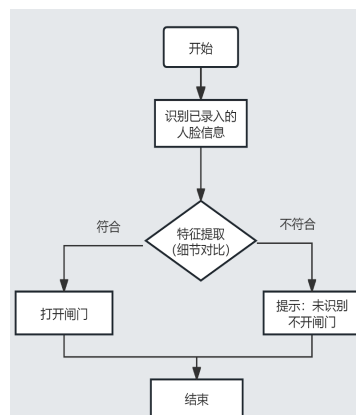 开始
识别已录入的
人脸信息
特征提取
(细节对比)
符合
不符合
打开闸门
提示：未识别
不开闸门
结束